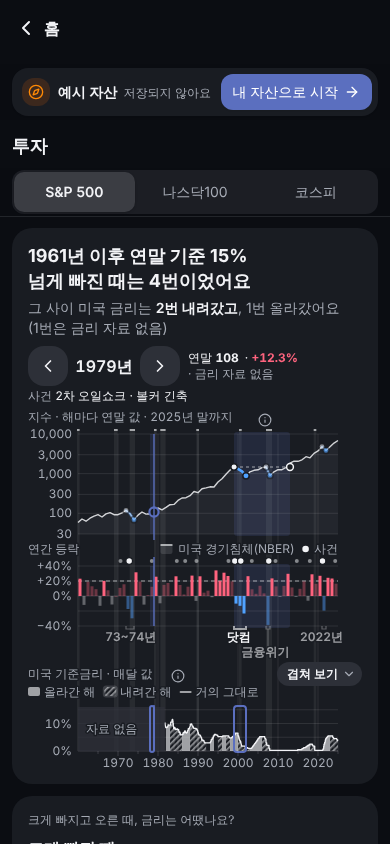 홈
예시 자산 저장되지 않아요 내 자산으로 시작
투자
S&P 500 나스닥100 코스피
1961년 이후 연말 기준 15%
넘게 빠진 때는 4번이었어요
그 사이 미국 금리는 2번 내려갔고, 1번 올라갔어요
(1번은 금리 자료 없음)
1979년
연말 108 · +12.3%
· 금리 자료 없음
사건 2차 오일쇼크 · 볼커 긴축
지수 · 해마다 연말 값 · 2025년 말까지
10,000
3,000
1,000
300
100
30
연간 등락 미국 경기침체(NBER) 사건
+40%
+20%
0%
−40%
73~74년 닷컴 2022년
금융위기
미국 기준금리 · 매달 값 겹쳐 보기
올라간 해 내려간 해 거의 그대로
10%
자료 없음
0%
1970 1980 1990 2000 2010 2020
크게 빠지고 오른 때, 금리는 어땠나요?